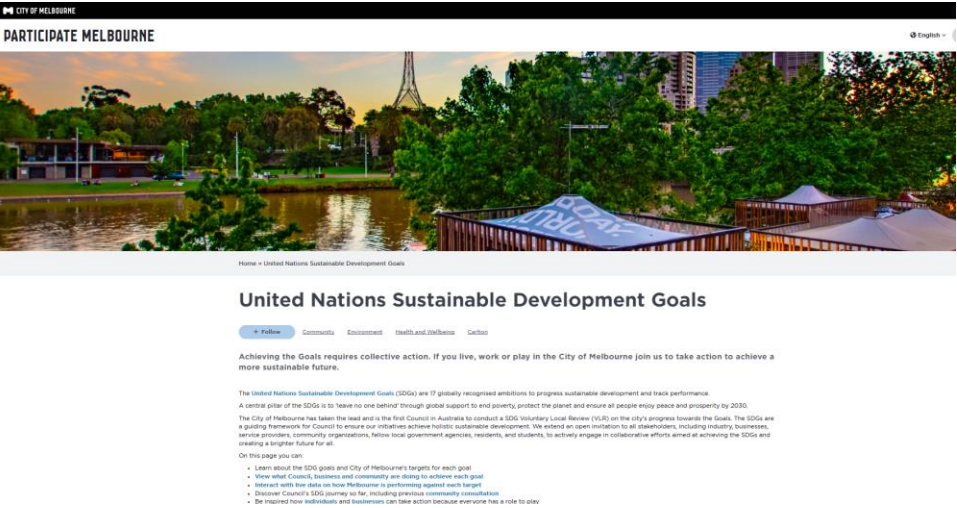 CITY OF MELBOURNE
PARTICIPATE MELBOURNE
English
Home » United Nations Sustainable Development Goals
United Nations Sustainable Development Goals
+ Follow Community Environment Health and Wellbeing Carlton
Achieving the Goals requires collective action. If you live, work or play in the City of Melbourne join us to take action to achieve a
more sustainable future.
The United Nations Sustainable Development Goals (SDGs) are 17 globally recognised ambitions to progress sustainable development and track performance.
A central pillar of the SDGs is to 'leave no one behind' through global support to end poverty, protect the planet and ensure all people enjoy peace and prosperity by 2030.
The City of Melbourne has taken the lead and is the first Council in Australia to conduct a SDG Voluntary Local Review (VLR) on the city's progress towards the Goals. The SDGs are
a guiding framework for Council to ensure our initiatives achieve holistic sustainable development. We extend an open invitation to all stakeholders, including industry, businesses,
service providers, community organizations, fellow local government agencies, residents, and students, to actively engage in collaborative efforts aimed at achieving the SDGs and
creating a brighter future for all.
On this page you can:
• Learn about the SDG goals and City of Melbourne's targets for each goal
• View what Council, business and community are doing to achieve each goal
• Interact with live data on how Melbourne is performing against each target
• Discover Council's SDG journey so far, including previous community consultation
• Be inspired how individuals and businesses can take action because everyone has a role to play